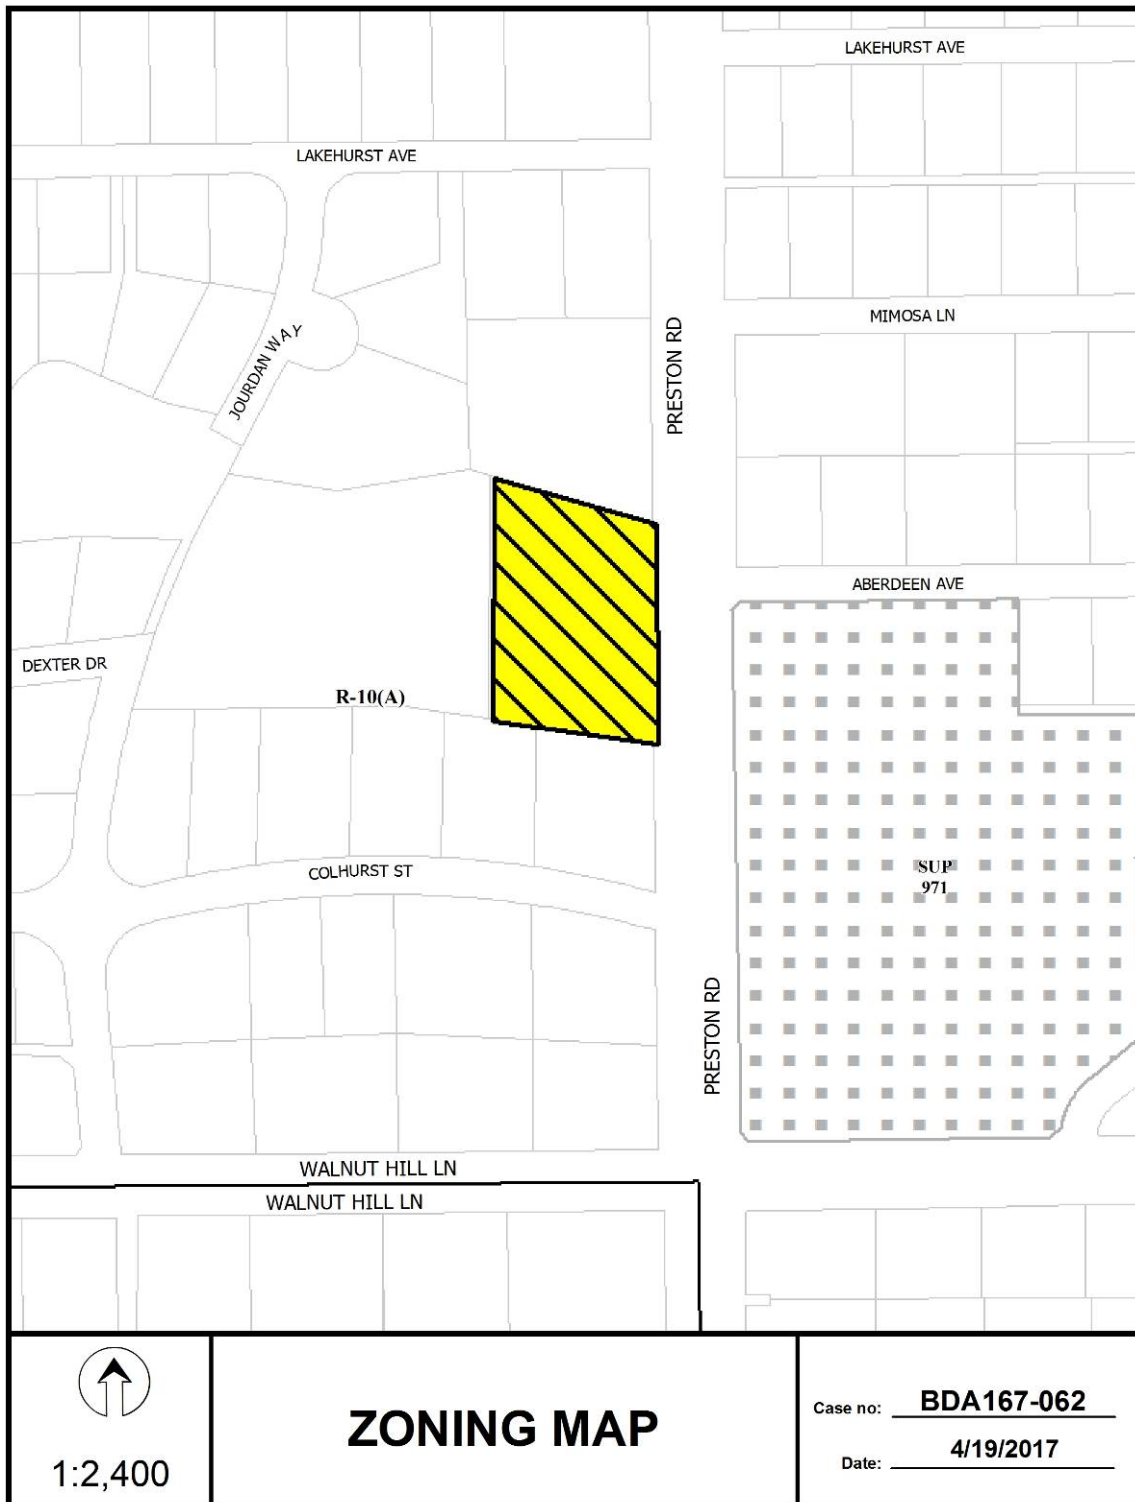 LAKEHURST AVE
LAKEHURST AVE
MIMOSA LN
PRESTON RD
JOURDAN WAY
ABERDEEN AVE
DEXTER DR
R-10(A)
SUP
971
COLHURST ST
PRESTON RD
WALNUT HILL LN
WALNUT HILL LN
1:2,400
ZONING MAP
Case no: BDA167-062
Date: 4/19/2017